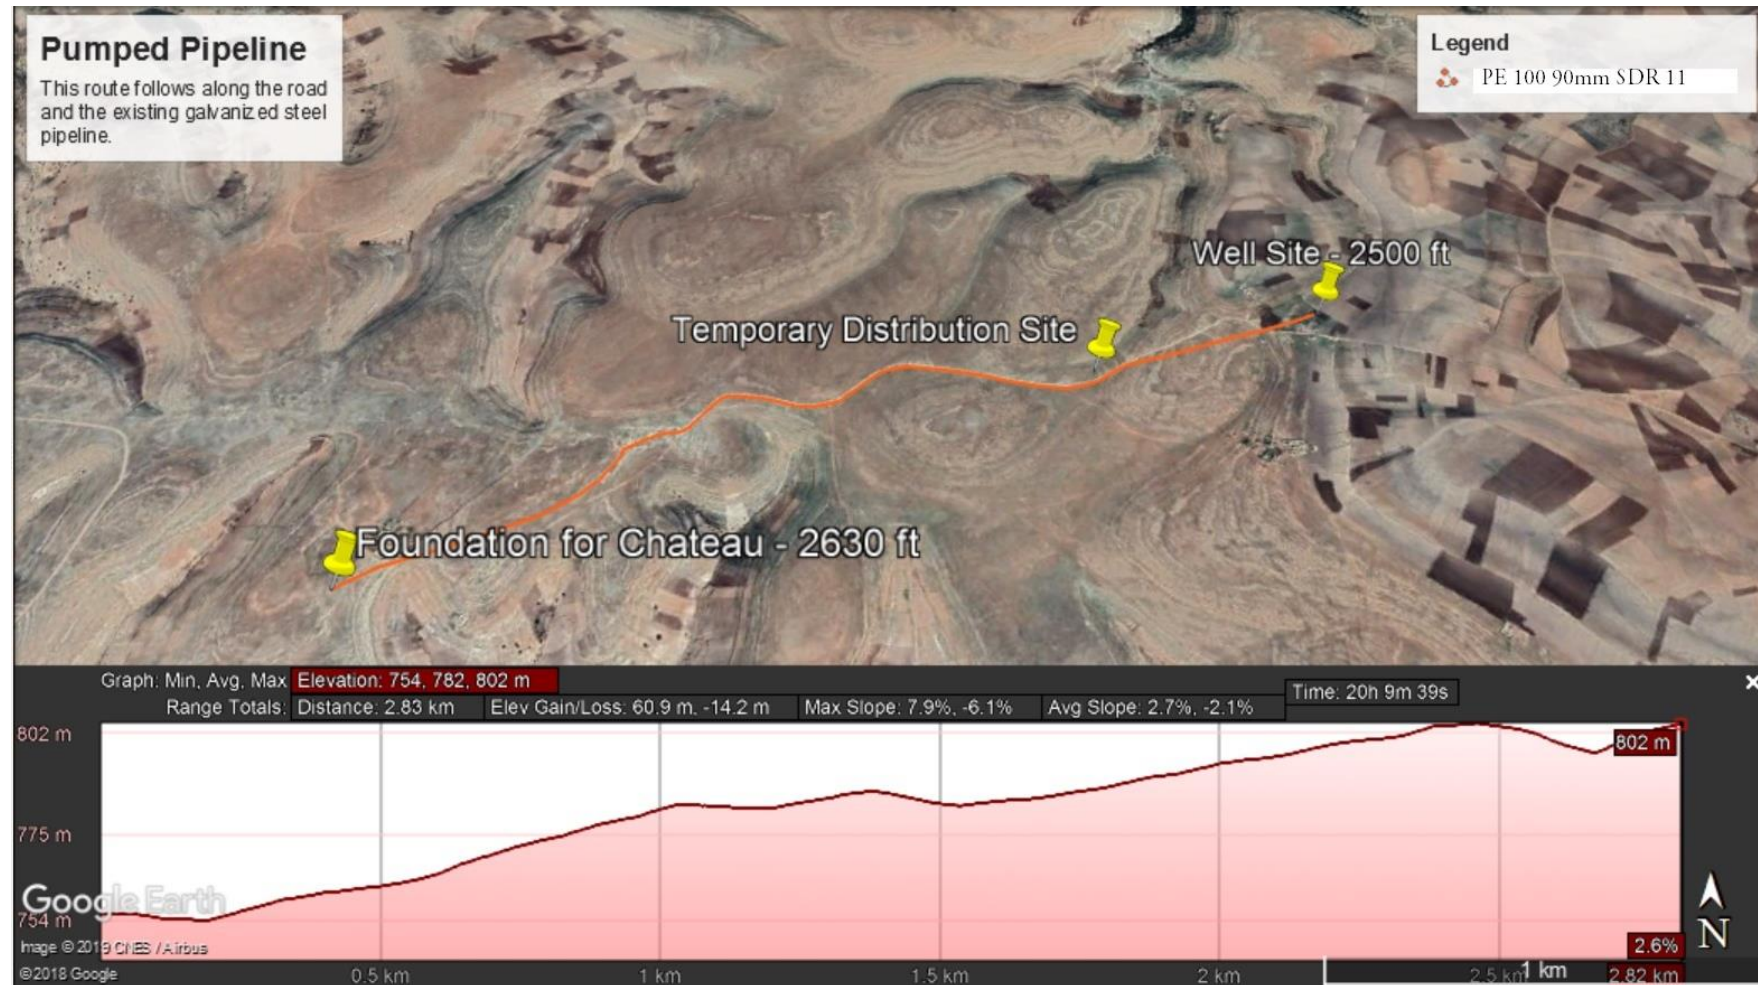 Pumped Pipeline
This route follows along the road
and the existing galvanized steel
pipeline.
Legend
PE 100 90mm SDR 11
Well Site - 2500 ft
Temporary Distribution Site
Foundation for Chateau - 2630 ft
Graph: Min, Avg, Max Elevation: 754, 782, 802 m
Range Totals: Distance: 2.83 km Elev Gain/Loss: 60.9 m, -14.2 m Max Slope: 7.9%, -6.1% Avg Slope: 2.7%, -2.1% Time: 20h 9m 39s
802 m
802 m
775 m
Google Earth
754 m
N
Image © 2019 CNES / Airbus
2.6%
©2018 Google
0.5 km 1 km 1.5 km 2 km 2.5 km 1 km 2.82 km